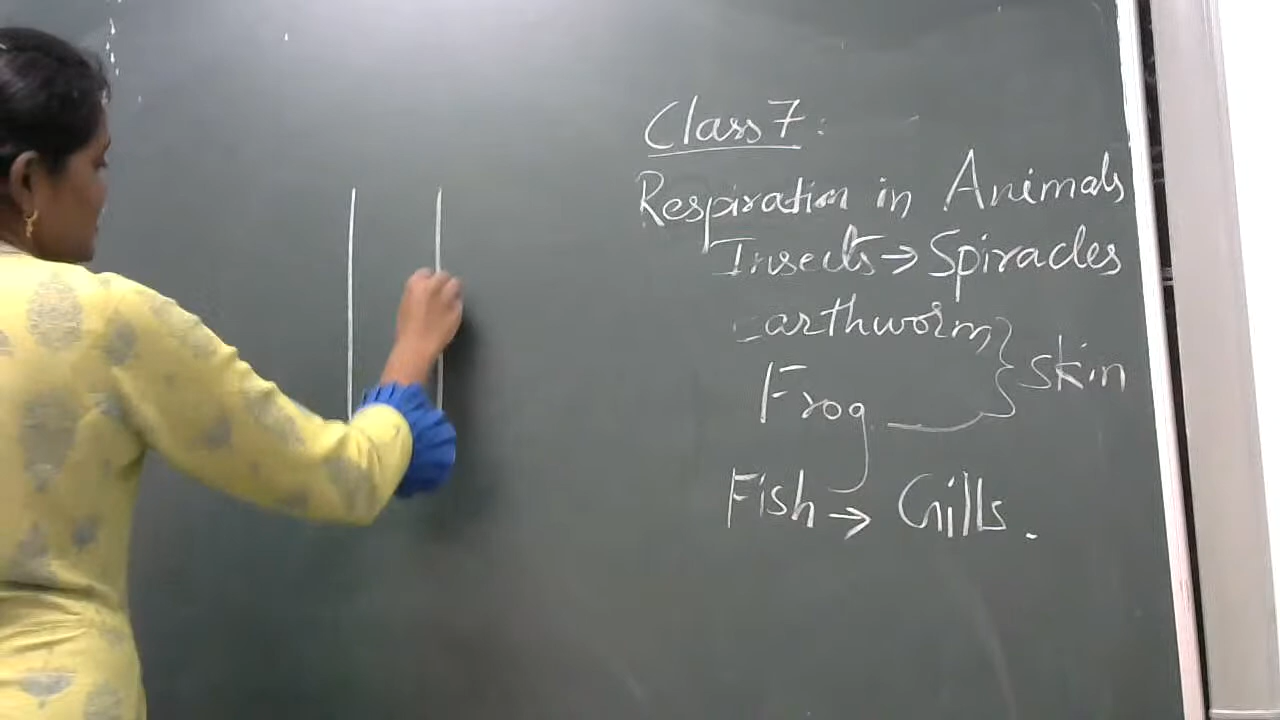 Class 7:
Respiration in Animals
Insects → Spiracles
Earthworm
Frog } Skin
Fish → Gills.